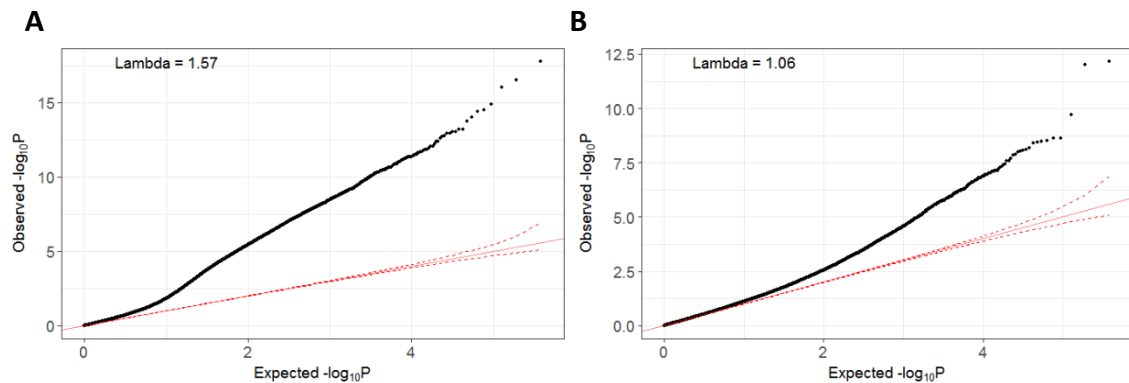 A
Lambda = 1.57
15
10
5
0
Observed -log₁₀P
0
2
4
Expected -log₁₀P
B
Lambda = 1.06
12.5
10.0
7.5
5.0
2.5
0.0
Observed -log₁₀P
0
2
4
Expected -log₁₀P